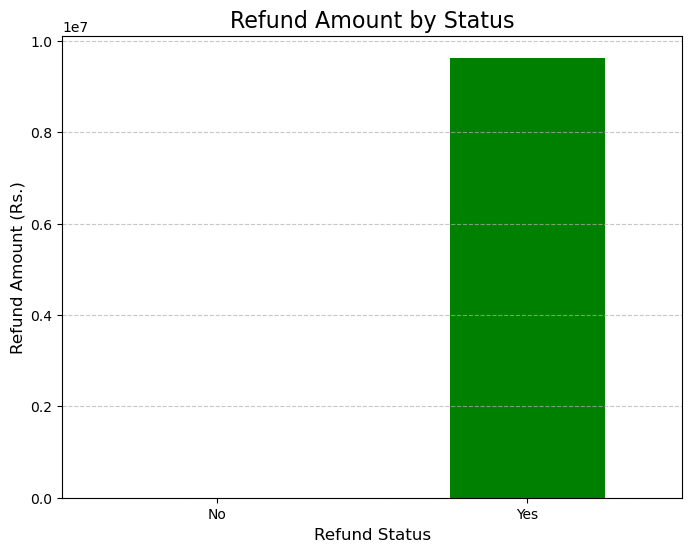 Refund Amount by Status
1e7
1.0
0.8
0.6
0.4
0.2
0.0
Refund Amount (Rs.)
No Yes
Refund Status